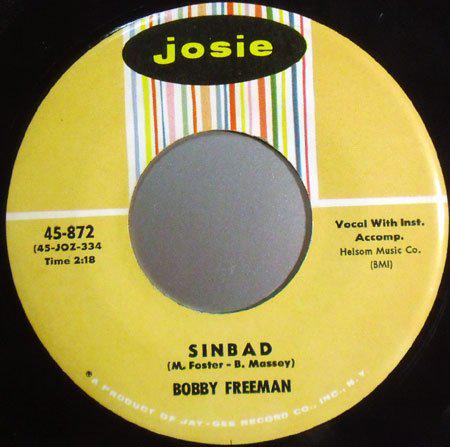 josie
45-872
(45-JOZ-334
Time 2:18
Vocal With Inst.
Accomp.
Helsom Music Co.
(BMI)
SINBAD
(M. Foster - B. Massey)
BOBBY FREEMAN
® A PRODUCT OF JAY-GEE RECORD CO., INC., N.Y.